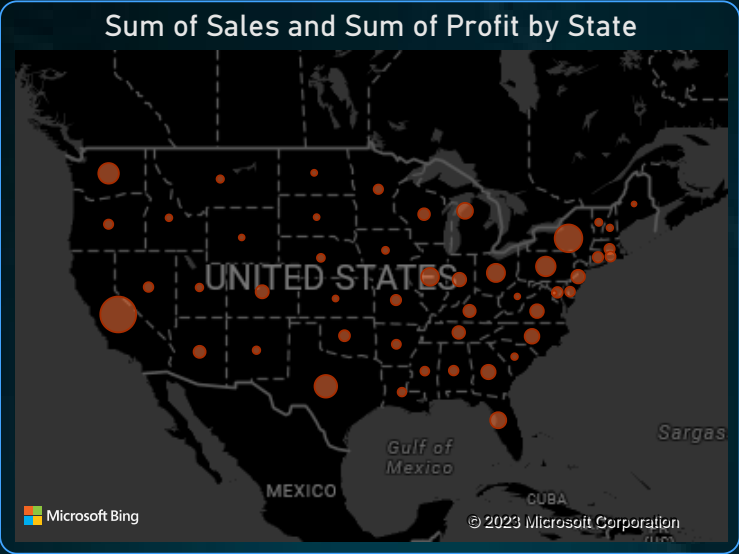 Sum of Sales and Sum of Profit by State
UNITED STATES
Gulf of
Mexico
Sargas
MEXICO
CUBA
Microsoft Bing
© 2023 Microsoft Corporation